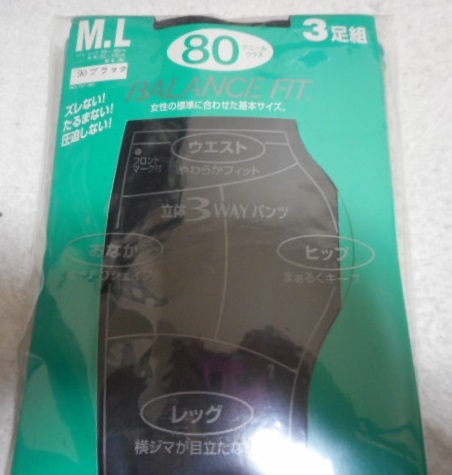 M.L
80
デニール
クラス
3足組
90 ブラック
BALANCE FIT.
女性の標準に合わせた基本サイズ。
ズレない!
たるまない!
圧迫しない!
フロント
マーク付
ウエスト
やわらかフィット
立体3WAYパンツ
おなか
ヒップ
まぁるくキープ
レッグ
横ジマが目立たな